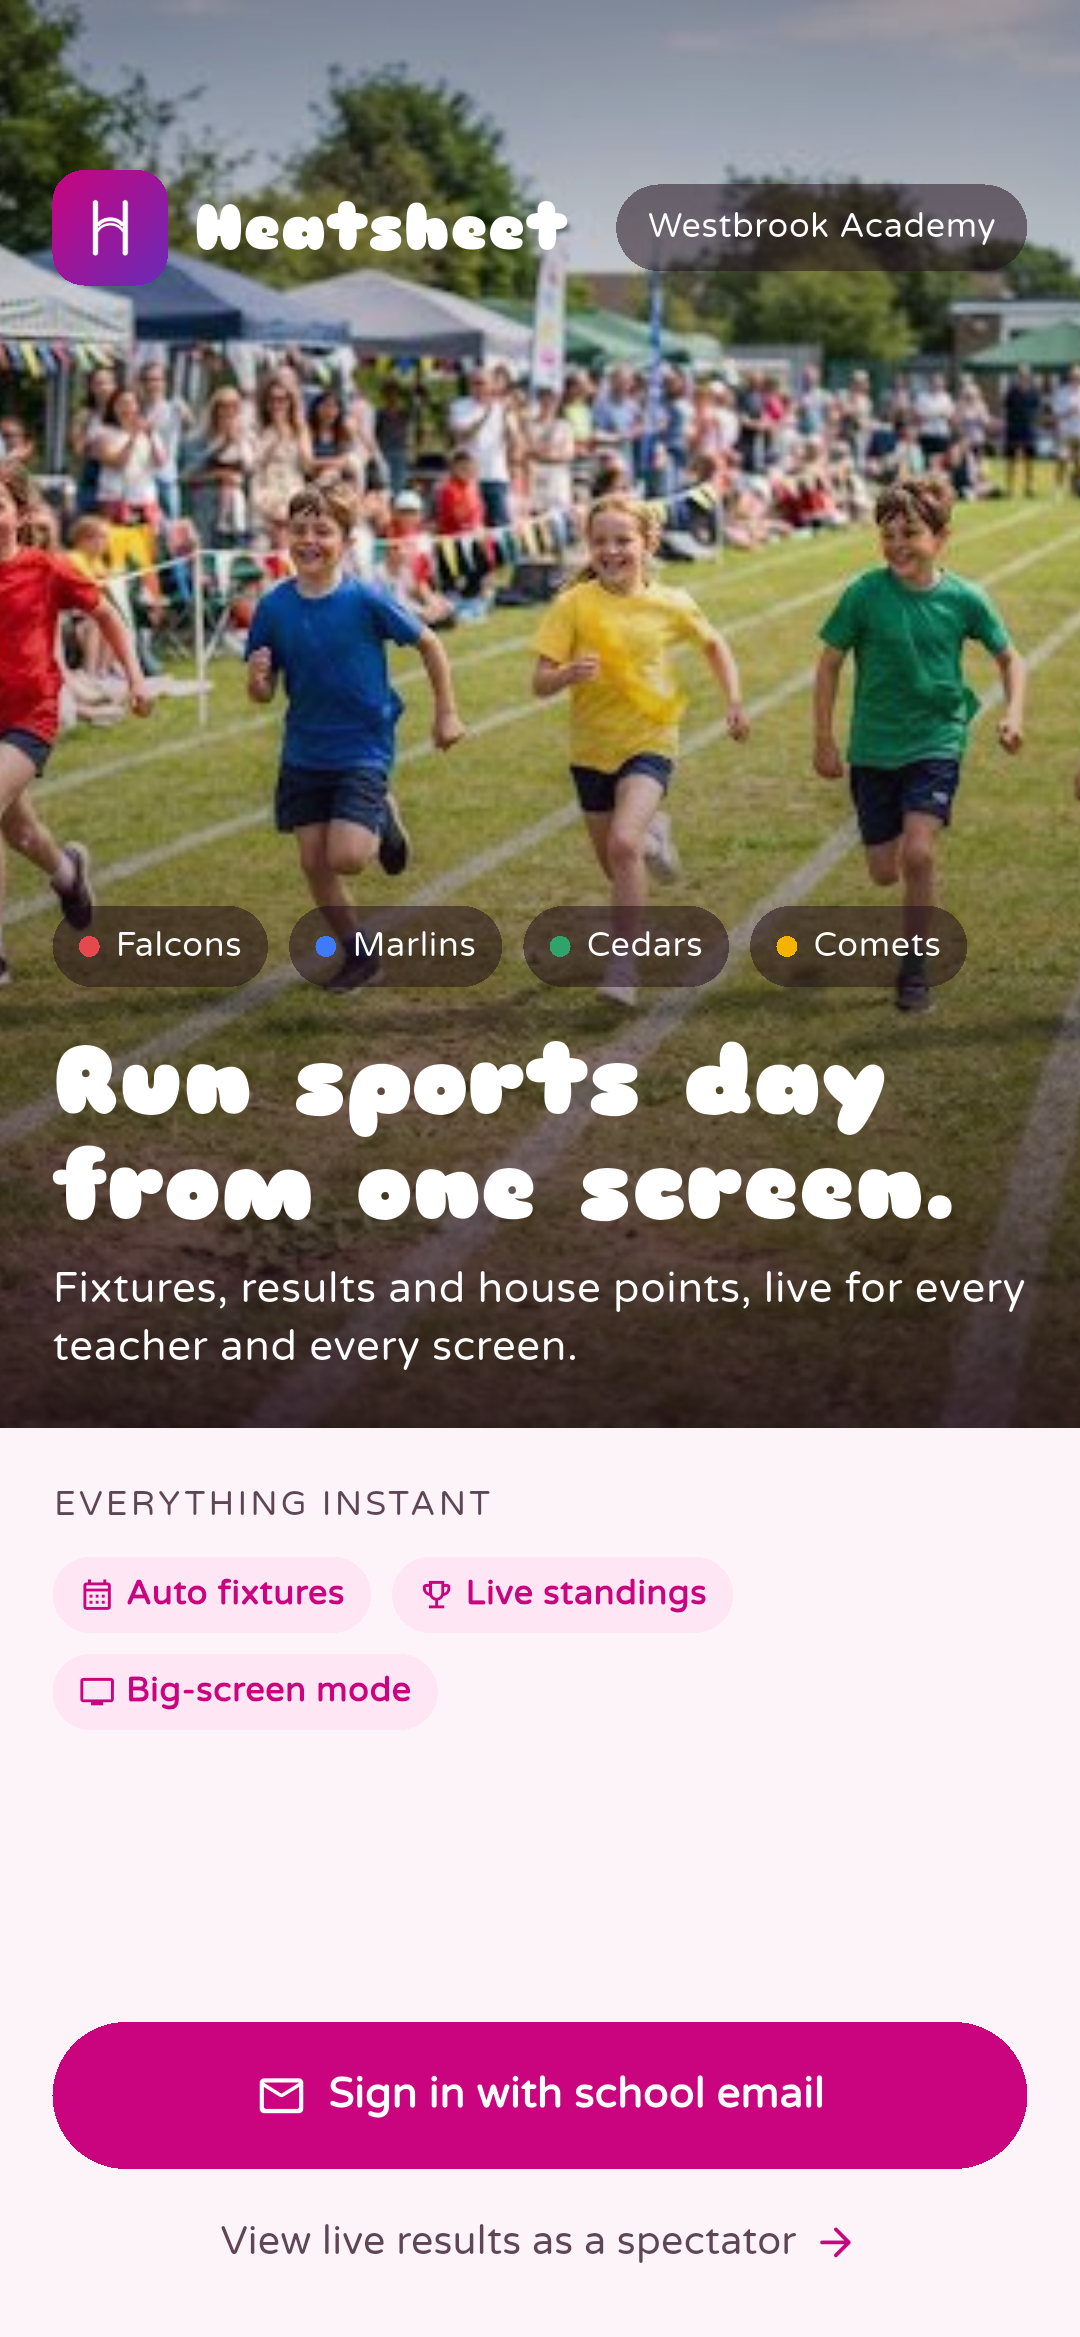 Heatsheet
Westbrook Academy
Falcons
Marlins
Cedars
Comets
Run sports day
from one screen.
Fixtures, results and house points, live for every
teacher and every screen.
EVERYTHING INSTANT
Auto fixtures
Live standings
Big-screen mode
Sign in with school email
View live results as a spectator